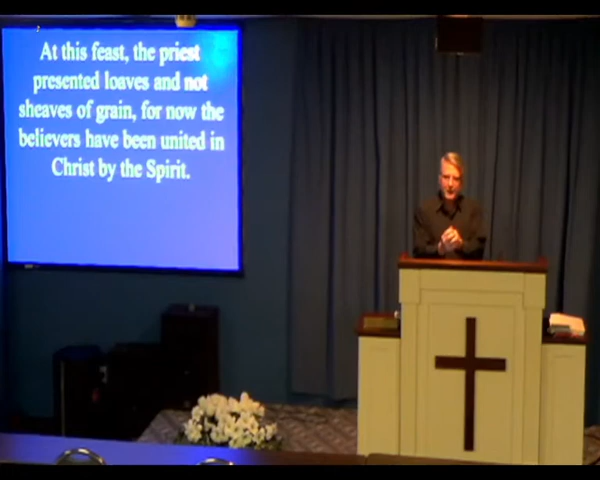 At this feast, the priest
presented loaves and not
sheaves of grain, for now the
believers have been united in
Christ by the Spirit.